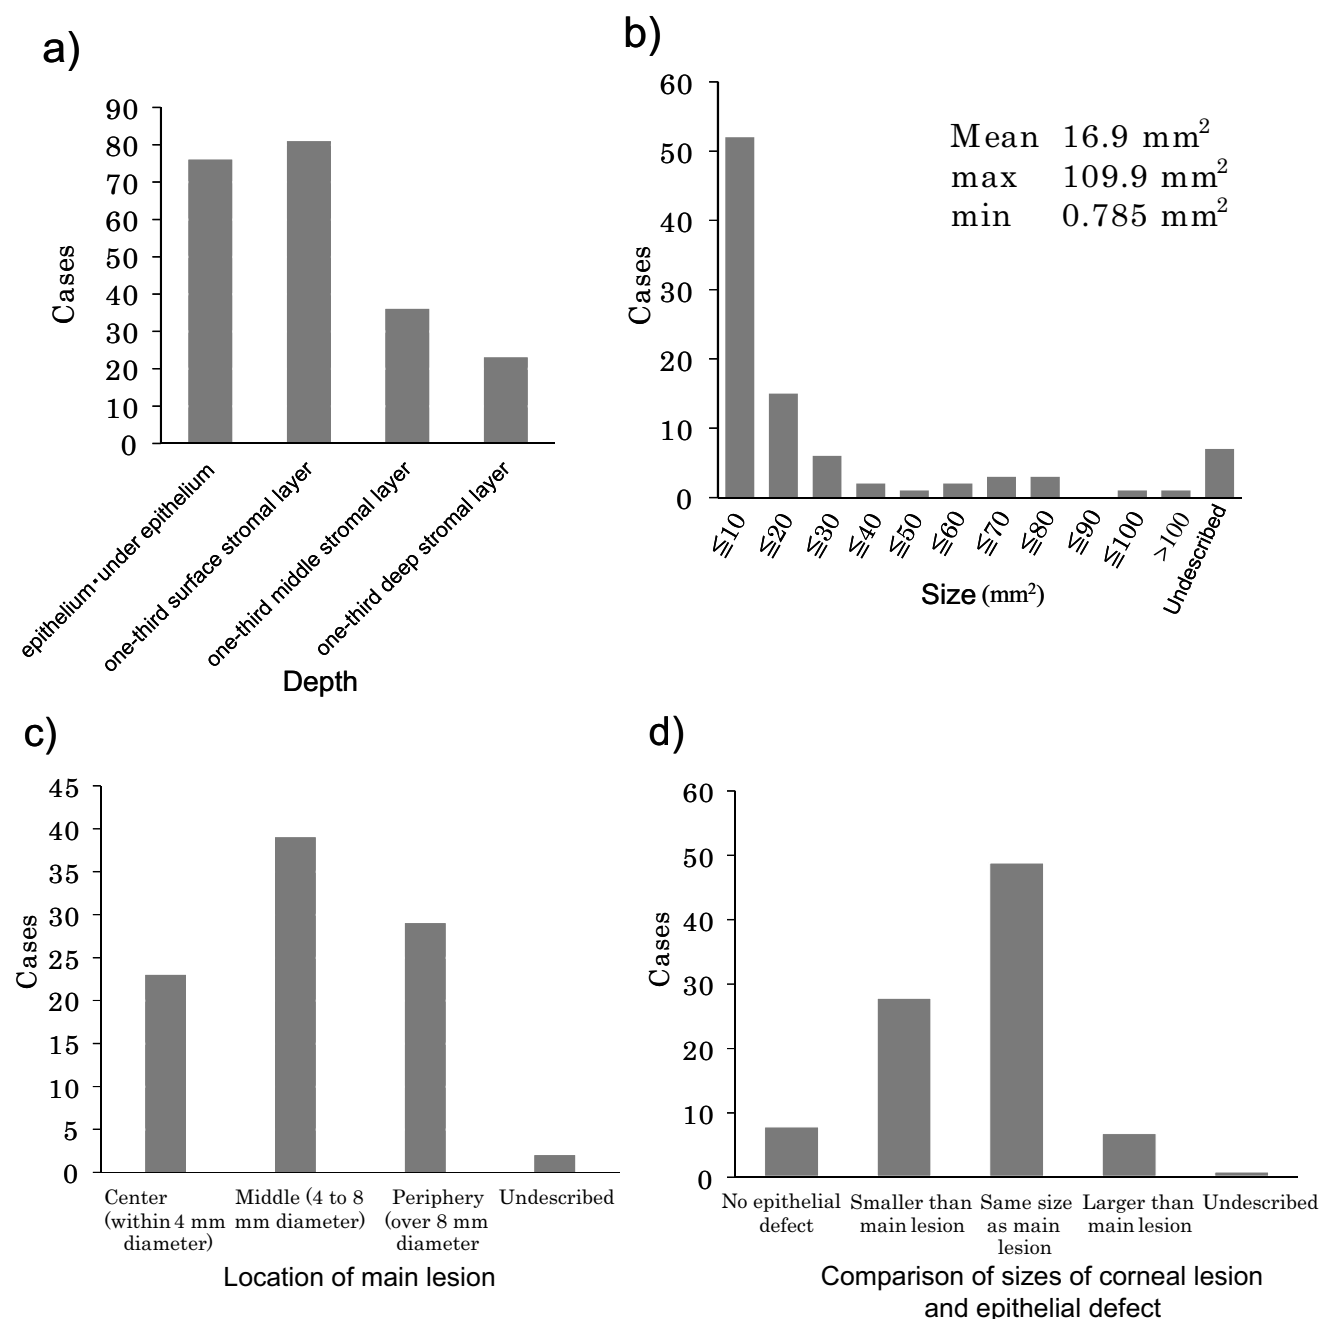 a)
90
80
70
60
50
40
30
20
10
0
Cases
epithelium･under epithelium
one-third surface stromal layer
one-third middle stromal layer
one-third deep stromal layer
Depth
b)
60
50
40
30
20
10
0
Cases
Mean 16.9 mm²
max 109.9 mm²
min 0.785 mm²
≦10
≦20
≦30
≦40
≦50
≦60
≦70
≦80
≦90
≦100
>100
Undescribed
Size (mm²)
c)
45
40
35
30
25
20
15
10
5
0
Cases
Center
(within 4 mm
diameter)
Middle (4 to 8
mm diameter)
Periphery
(over 8 mm
diameter
Undescribed
Location of main lesion
d)
60
50
40
30
20
10
0
Cases
No epithelial
defect
Smaller than
main lesion
Same size
as main
lesion
Larger than
main lesion
Undescribed
Comparison of sizes of corneal lesion
and epithelial defect